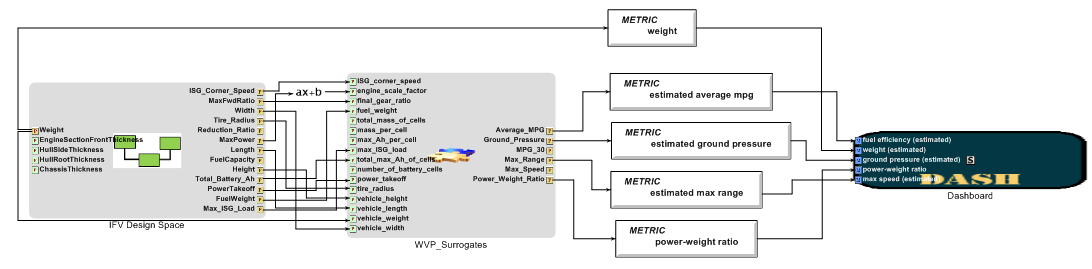 METRIC
weight
ISG_Corner_Speed
MaxFwdRatio
Width
Tire_Radius
Reduction_Ratio
MaxPower
Length
FuelCapacity
Height
Total_Battery_Ah
PowerTakeoff
FuelWeight
Max_ISG_Load
Weight
EngineSectionFrontThickness
HullSideThickness
HullRootThickness
ChassisThickness
IFV Design Space
ax+b
ISG_corner_speed
engine_scale_factor
final_gear_ratio
fuel_weight
total_mass_of_cells
mass_per_cell
max_Ah_per_cell
max_ISG_load
total_max_Ah_of_cells
number_of_battery_cells
power_takeoff
tire_radius
vehicle_height
vehicle_length
vehicle_weight
vehicle_width
Average_MPG
Ground_Pressure
MPG_30
Max_Range
Max_Speed
Power_Weight_Ratio
WVP_Surrogates
METRIC
estimated average mpg
METRIC
estimated ground pressure
METRIC
estimated max range
METRIC
power-weight ratio
fuel efficiency (estimated)
weight (estimated)
ground pressure (estimated) S
power-weight ratio
max speed (estimated)
DASH
Dashboard